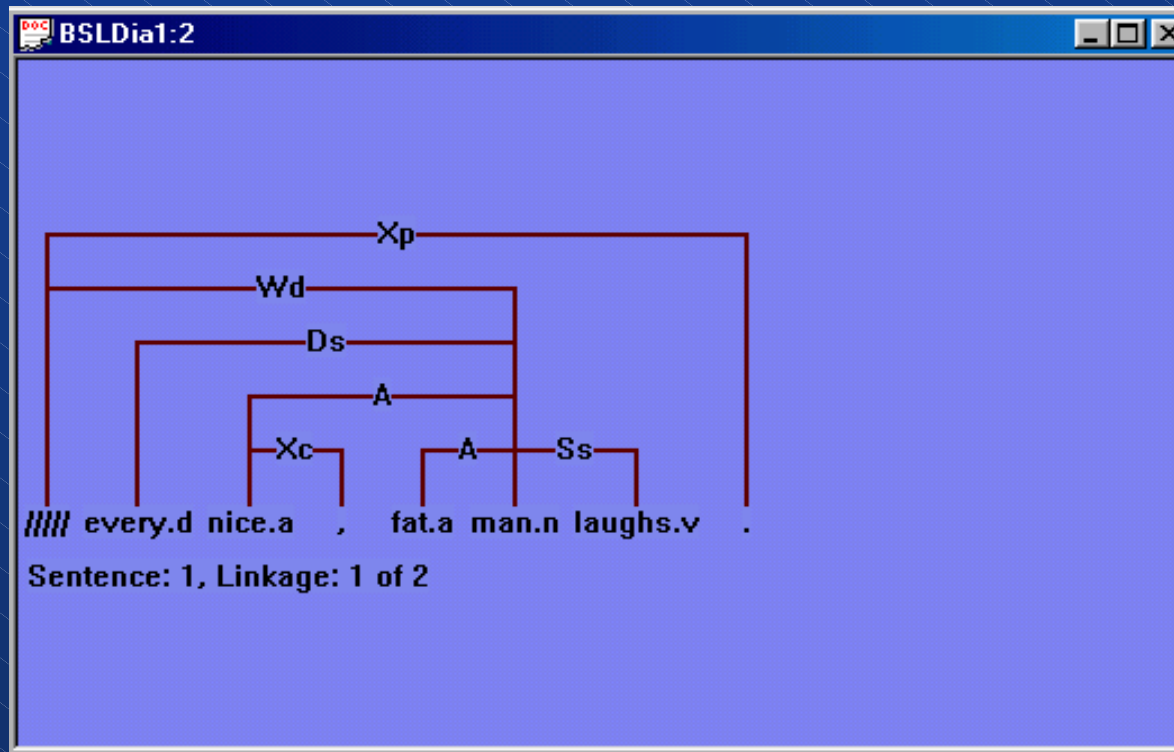 BSLDia1:2
Xp
Wd
Ds
A
Xc A Ss
///// every.d nice.a , fat.a man.n laughs.v .
Sentence: 1, Linkage: 1 of 2